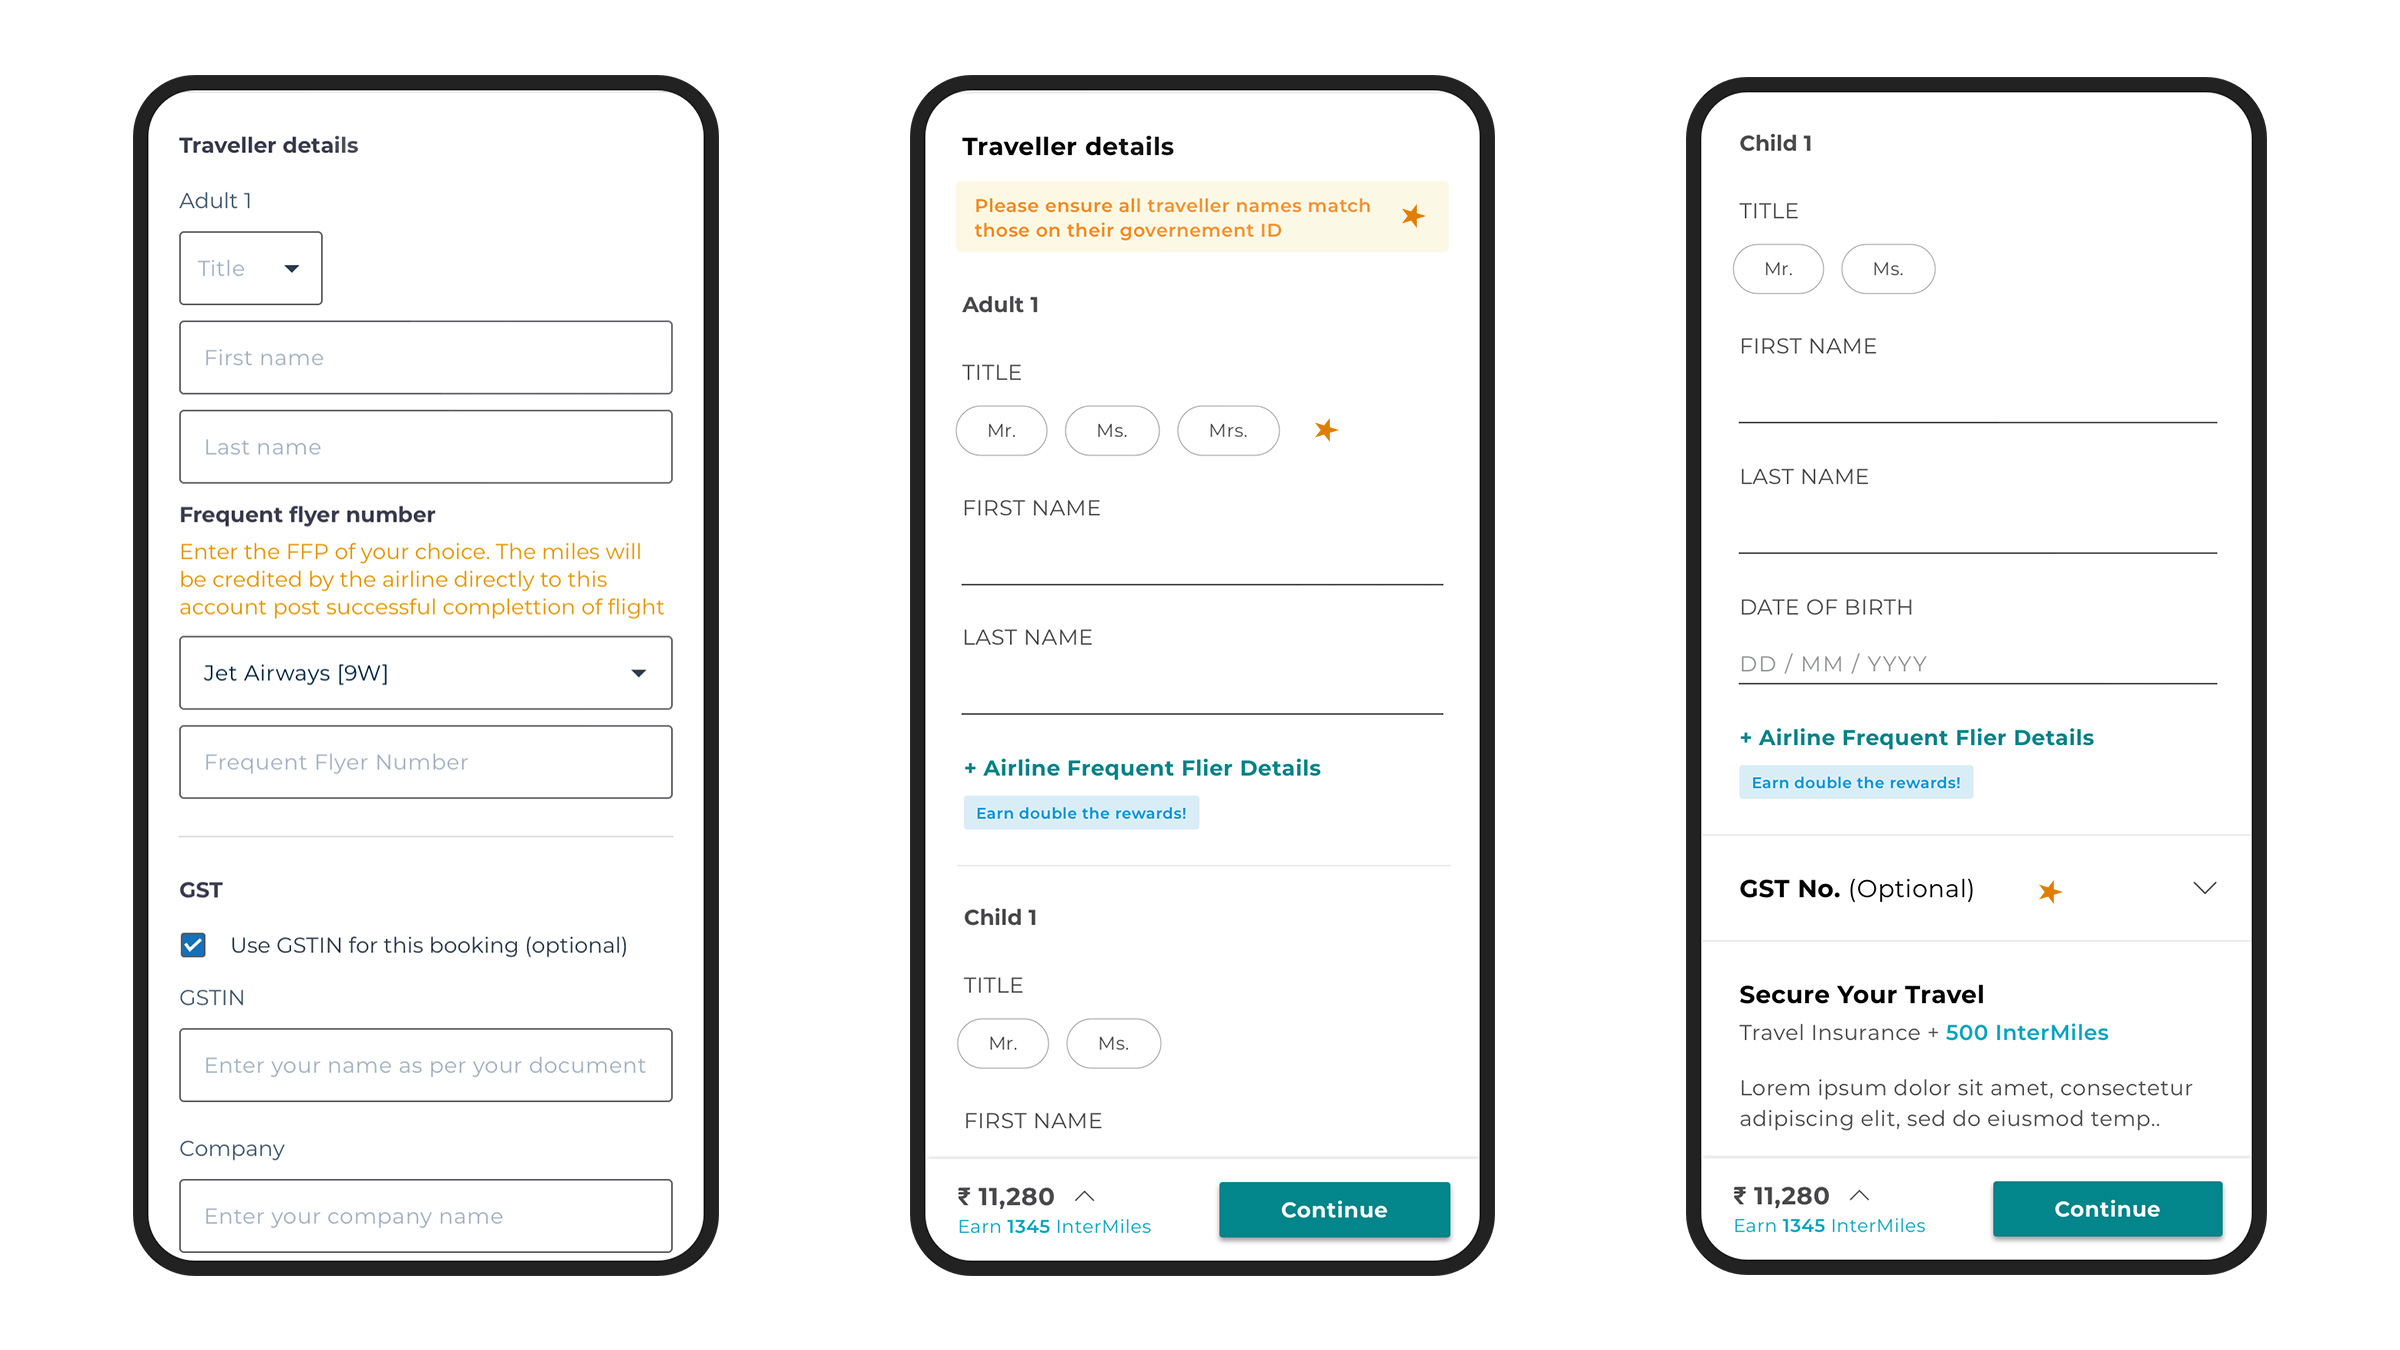 Traveller details
Adult 1
Title
First name
Last name
Frequent flyer number
Enter the FFP of your choice. The miles will
be credited by the airline directly to this
account post successful complettion of flight
Jet Airways [9W]
Frequent Flyer Number
GST
Use GSTIN for this booking (optional)
GSTIN
Enter your name as per your document
Company
Enter your company name
Traveller details
Please ensure all traveller names match
those on their governement ID
Adult 1
TITLE
Mr. Ms. Mrs.
FIRST NAME
LAST NAME
+ Airline Frequent Flier Details
Earn double the rewards!
Child 1
TITLE
Mr. Ms.
FIRST NAME
₹ 11,280
Earn 1345 InterMiles
Continue
Child 1
TITLE
Mr. Ms.
FIRST NAME
LAST NAME
DATE OF BIRTH
DD / MM / YYYY
+ Airline Frequent Flier Details
Earn double the rewards!
GST No. (Optional)
Secure Your Travel
Travel Insurance + 500 InterMiles
Lorem ipsum dolor sit amet, consectetur
adipiscing elit, sed do eiusmod temp..
₹ 11,280
Earn 1345 InterMiles
Continue